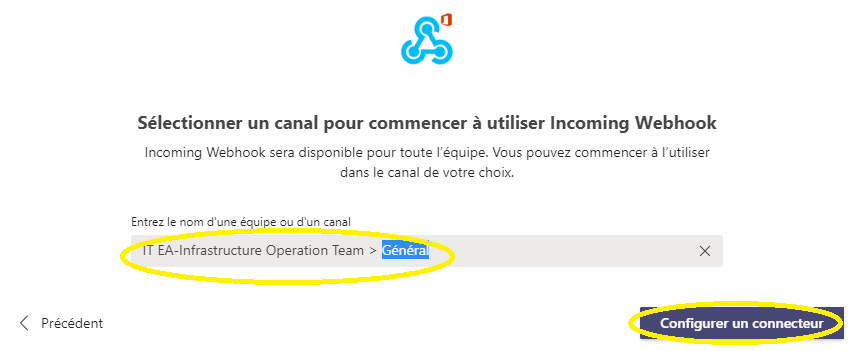 Sélectionner un canal pour commencer à utiliser Incoming Webhook
Incoming Webhook sera disponible pour toute l'équipe. Vous pouvez commencer à l'utiliser
dans le canal de votre choix.
Entrez le nom d'une équipe ou d'un canal
IT EA-Infrastructure Operation Team > Général
Précédent
Configurer un connecteur